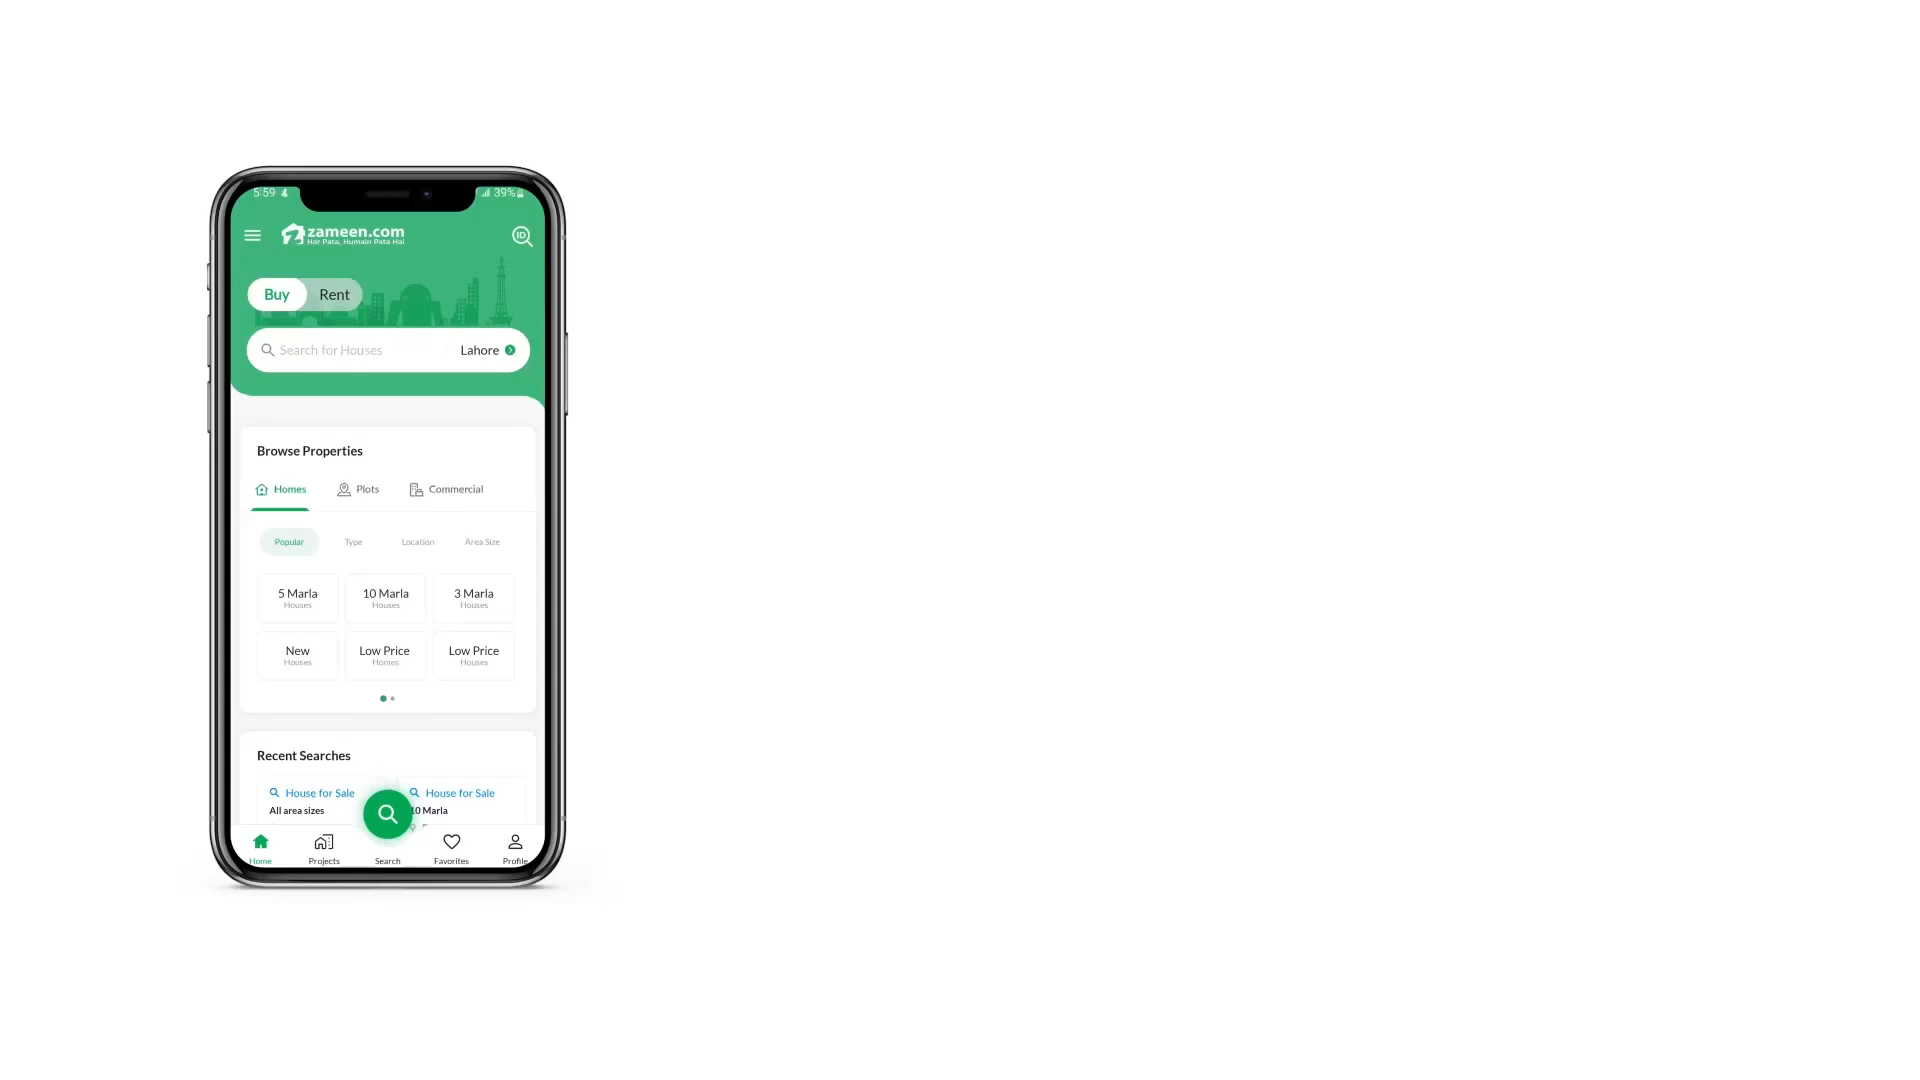 5:59 39%
zameen.com
Har Pata, Humain Pata Hai
ID
Buy Rent
Search for Houses Lahore
Browse Properties
Homes Plots Commercial
Popular Type Location Area Size
5 Marla 10 Marla 3 Marla
Houses Houses Houses
New Low Price Low Price
Houses Homes Houses
Recent Searches
House for Sale House for Sale
All area sizes 10 Marla
Home Projects Search Favorites Profile